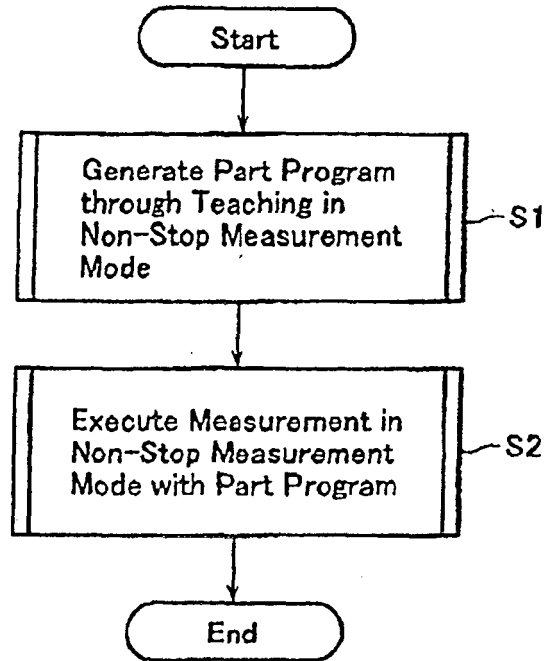 Start
Generate Part Program
through Teaching in
Non-Stop Measurement
Mode
S1
Execute Measurement in
Non-Stop Measurement
Mode with Part Program
S2
End